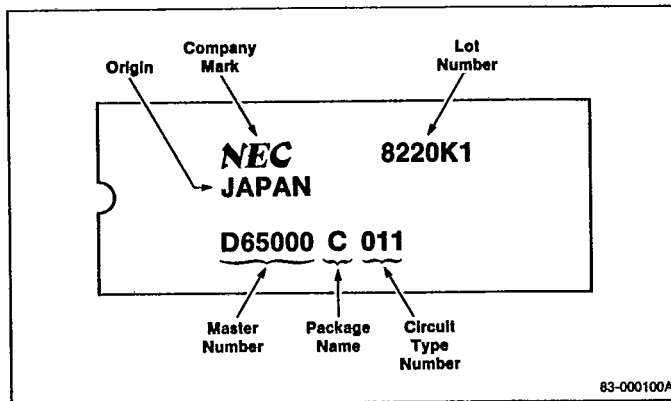 Company
Mark
Lot
Number
Origin
NEC
8220K1
JAPAN
D65000 C 011
Master
Number
Package
Name
Circuit
Type
Number
83-000100A